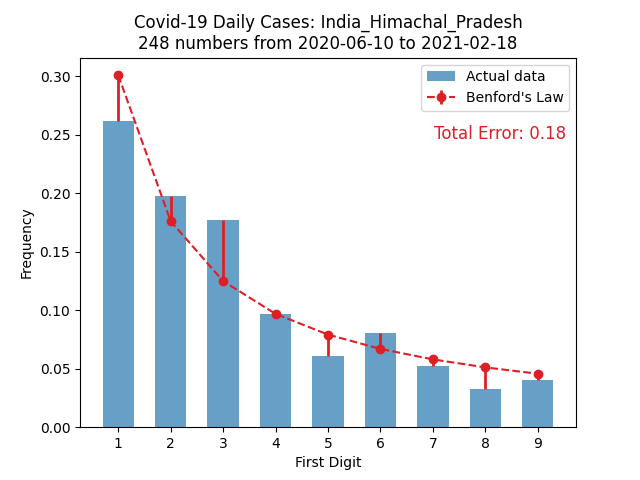 Covid-19 Daily Cases: India_Himachal_Pradesh
248 numbers from 2020-06-10 to 2021-02-18
Actual data
Benford's Law
Total Error: 0.18
Frequency
0.30
0.25
0.20
0.15
0.10
0.05
0.00
1 2 3 4 5 6 7 8 9
First Digit